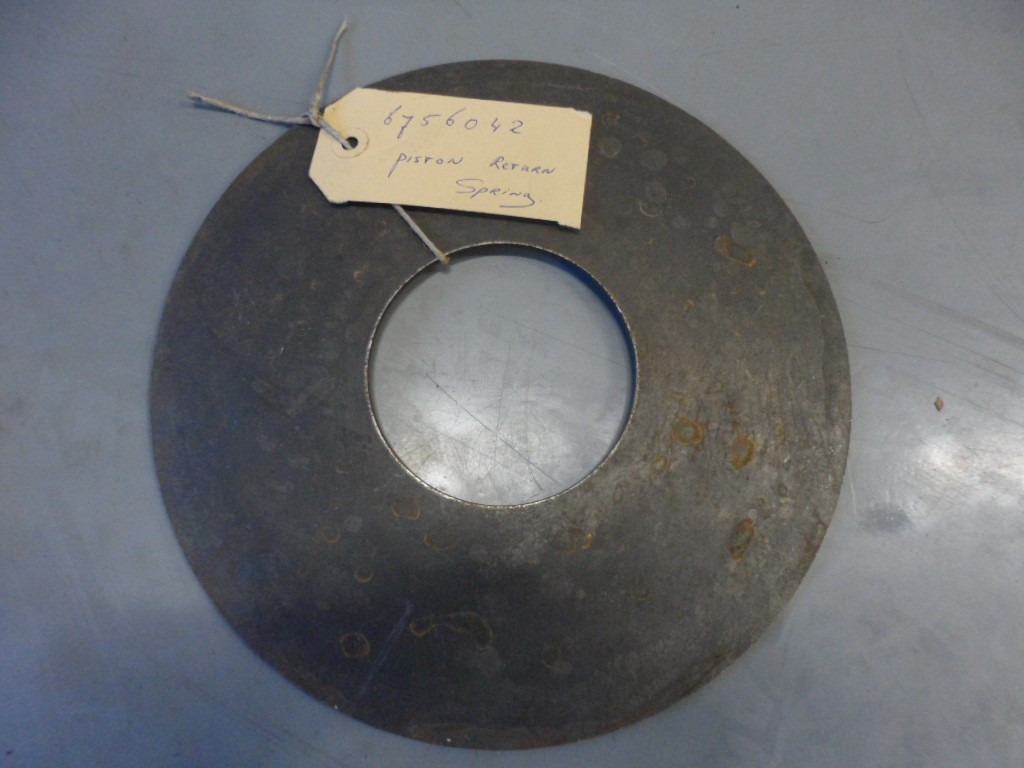 6756042
PISTON RETURN
SPRING.